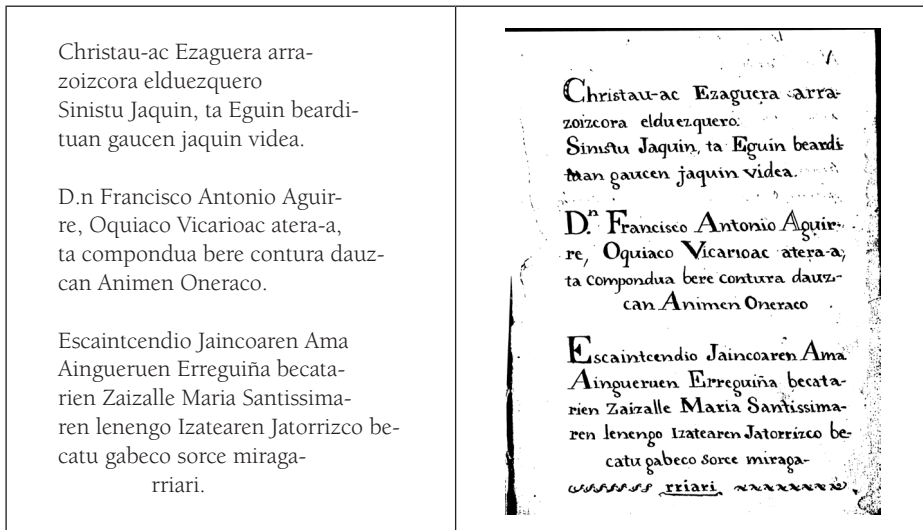 Christau-ac Ezaguera arra-
zoizcora elduezquero
Sinistu Jaquin, ta Eguin beardi-
tuan gaucen jaquin videa.
D.n Francisco Antonio Aguir-
re, Oquiaco Vicarioac atera-a,
ta compondua bere contura dauz-
can Animen Oneraco.
Escaintcendio Jaincoaren Ama
Aingueruen Erreguiña becata-
rien Zaizalle Maria Santissima-
ren lenengo Izatearen Jatorrizco be-
catu gabeco sorce miraga-
rriari.
1
Christau-ac Ezaguera arra-
zoizcora elduezquero.
Sinistu Jaquin, ta Eguin beardi-
tuan gaucen jaquin videa.
D.n Francisco Antonio Aguir-
re, Oquiaco Vicarioac atera-a,
ta compondua bere contura dauz-
can Animen Oneraco
Escaintcendio Jaincoaren Ama
Aingueruen Erreguiña becata-
rien Zaizalle Maria Santissima-
ren lenengo Izatearen Jatorrizco be-
catu gabeco sorce miraga-
rriari